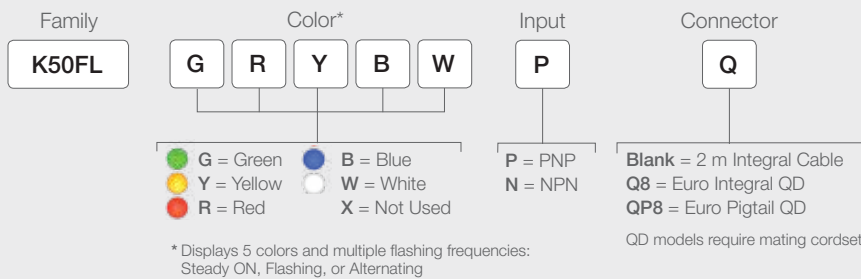 Family
Color*
Input
Connector
K50FL
G
R
Y
B
W
P
Q
G = Green
B = Blue
Y = Yellow
W = White
R = Red
X = Not Used
P = PNP
N = NPN
Blank = 2 m Integral Cable
Q8 = Euro Integral QD
QP8 = Euro Pigtail QD
QD models require mating cordset
* Displays 5 colors and multiple flashing frequencies:
Steady ON, Flashing, or Alternating